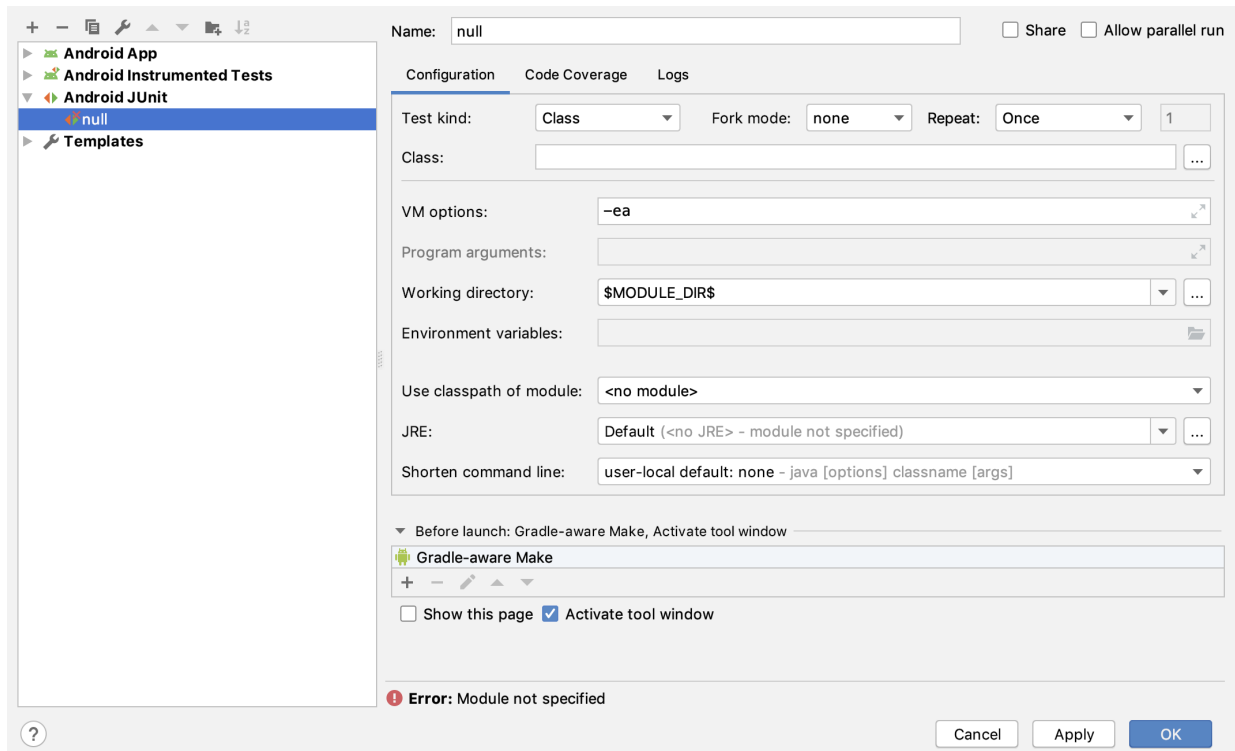 Android App
Android Instrumented Tests
Android JUnit
null
Templates
Name: null
Share Allow parallel run
Configuration Code Coverage Logs
Test kind: Class Fork mode: none Repeat: Once 1
Class: ...
VM options: -ea
Program arguments:
Working directory: $MODULE_DIR$ ...
Environment variables:
Use classpath of module: <no module>
JRE: Default (<no JRE> - module not specified) ...
Shorten command line: user-local default: none - java [options] classname [args]
Before launch: Gradle-aware Make, Activate tool window
Gradle-aware Make
Show this page Activate tool window
Error: Module not specified
? Cancel Apply OK